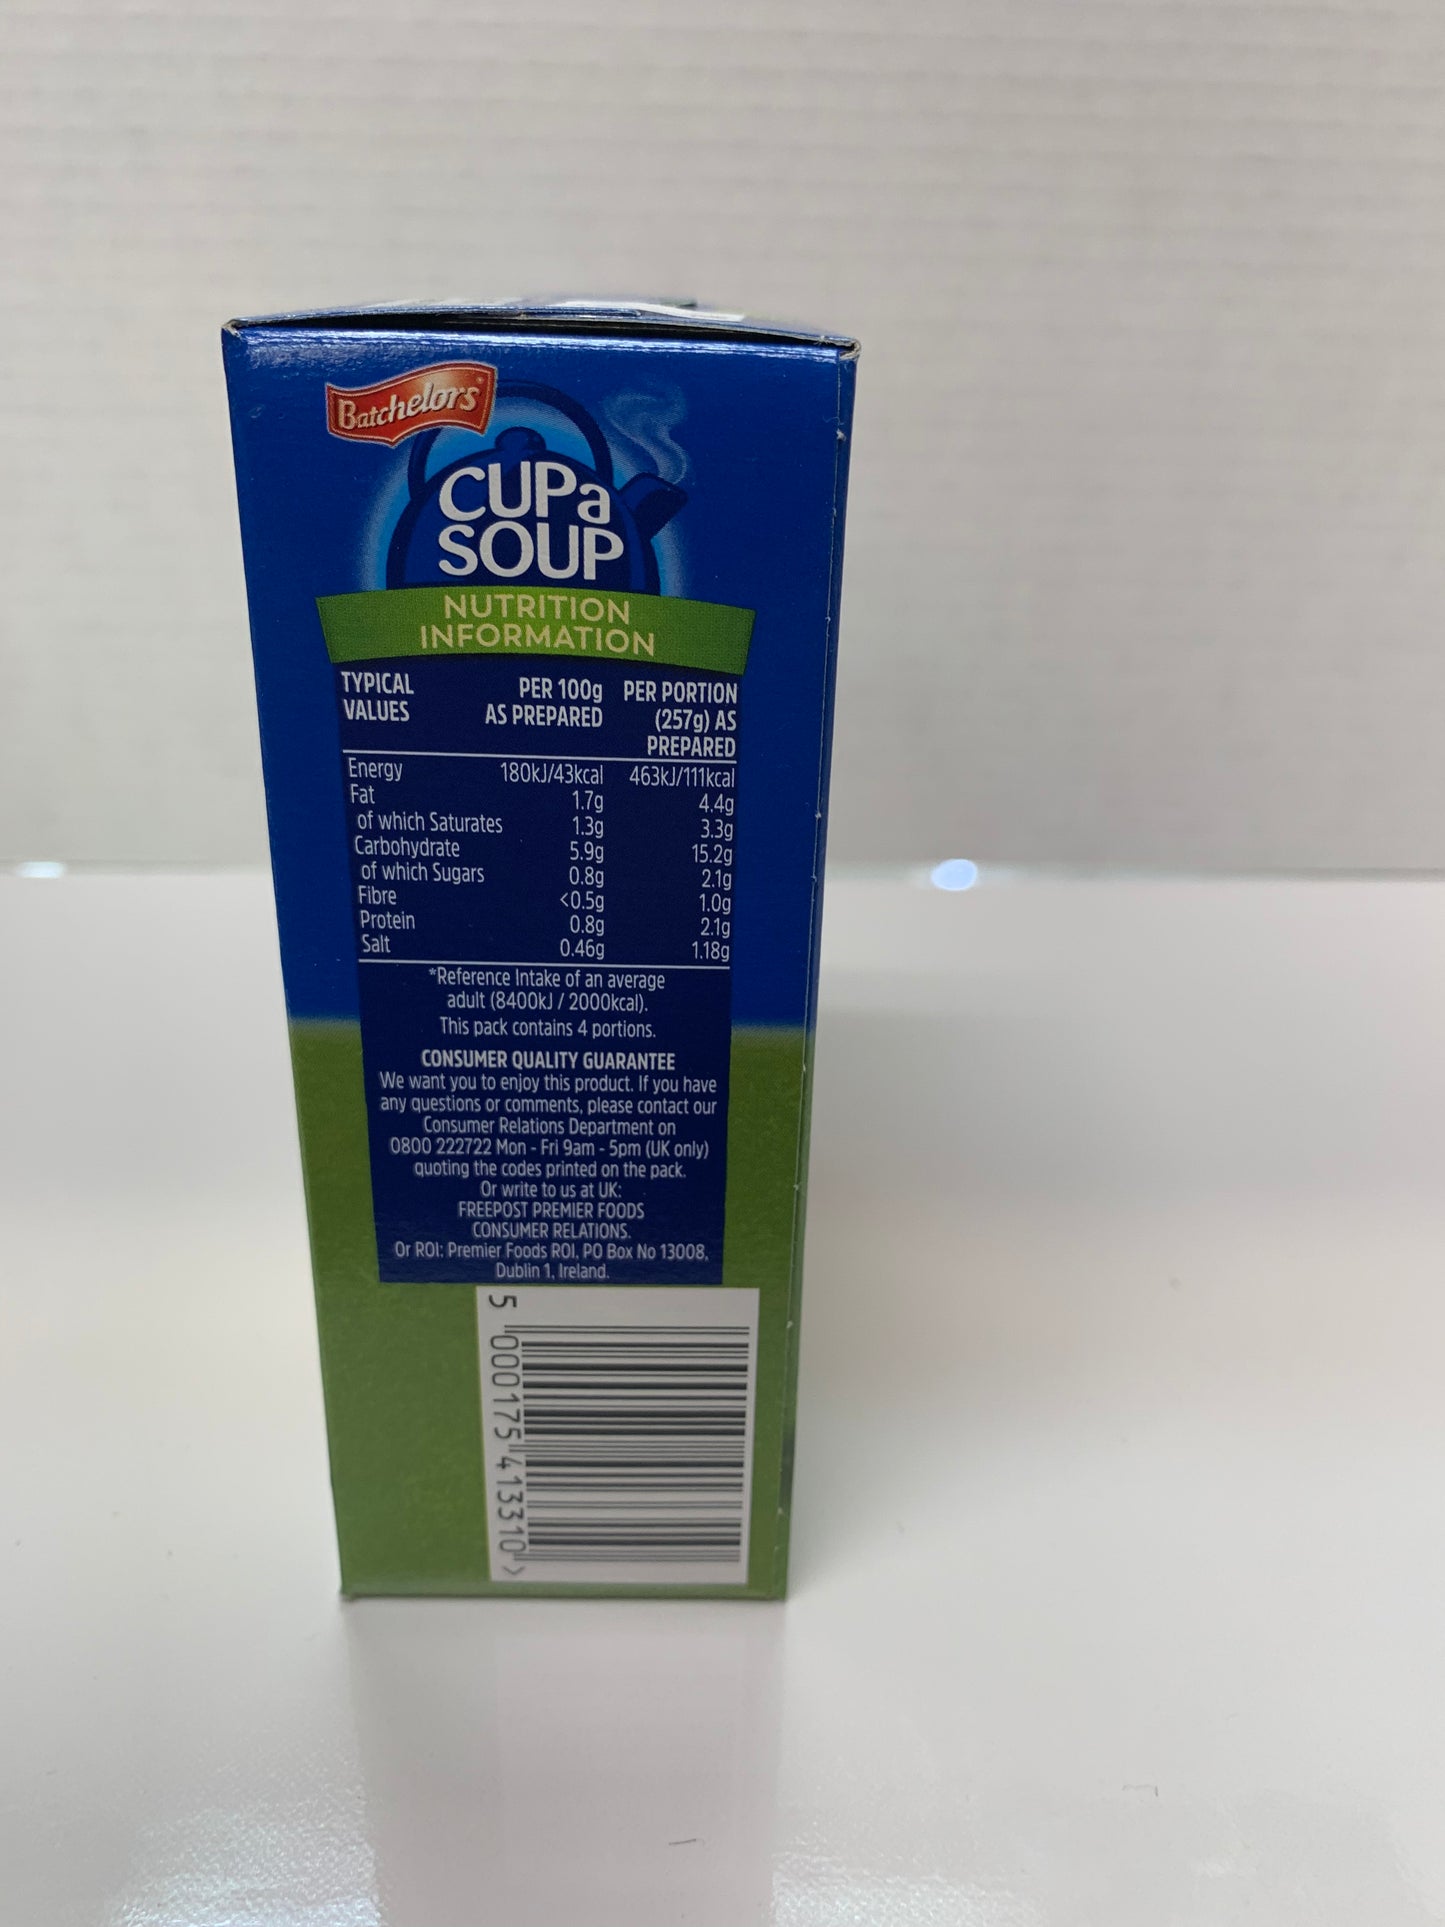 Batchelors
CUPa
SOUP
NUTRITION
INFORMATION
TYPICAL VALUES PER 100g AS PREPARED PER PORTION (257g) AS PREPARED
Energy 180kJ/43kcal 463kJ/111kcal
Fat 1.7g 4.4g
of which Saturates 1.3g 3.3g
Carbohydrate 5.9g 15.2g
of which Sugars 0.8g 2.1g
Fibre <0.5g 1.0g
Protein 0.8g 2.1g
Salt 0.46g 1.18g
*Reference Intake of an average
adult (8400kJ / 2000kcal).
This pack contains 4 portions.
CONSUMER QUALITY GUARANTEE
We want you to enjoy this product. If you have
any questions or comments, please contact our
Consumer Relations Department on
0800 222722 Mon - Fri 9am - 5pm (UK only)
quoting the codes printed on the pack.
Or write to us at UK:
FREEPOST PREMIER FOODS
CONSUMER RELATIONS.
Or ROI: Premier Foods ROI, PO Box No 13008,
Dublin 1, Ireland.
5 000175 413310 >